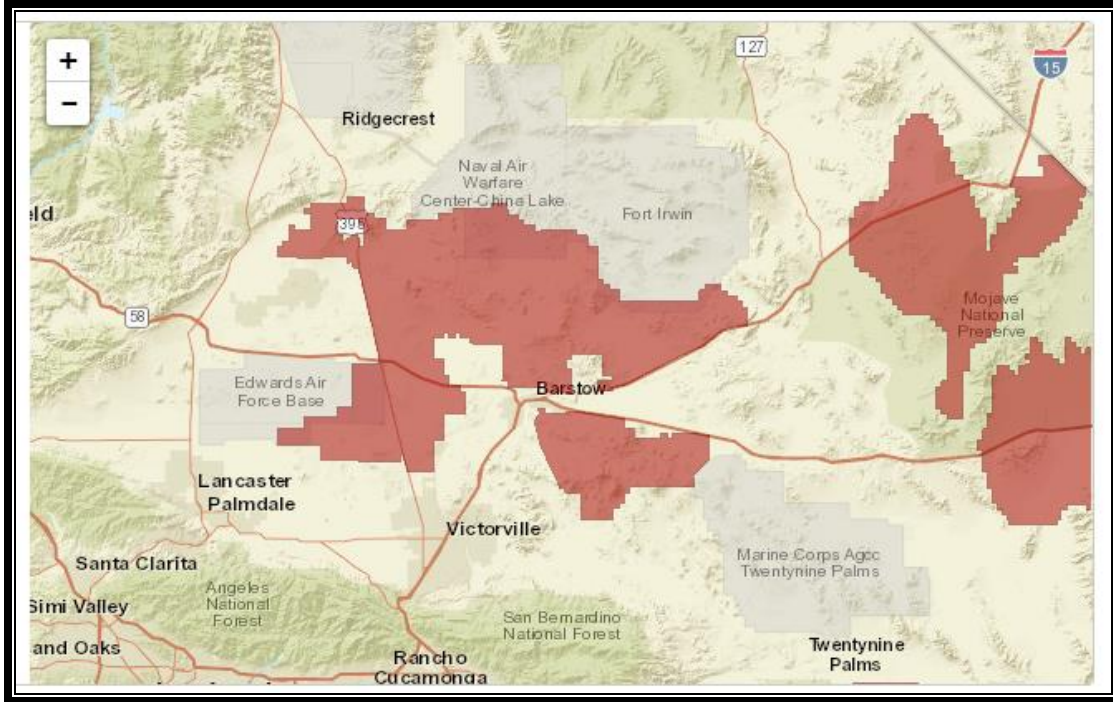 +
−
127
15
Ridgecrest
Naval Air
Warfare
Center-China Lake
Fort Irwin
eld
395
58
Mojave
National
Preserve
Edwards Air
Force Base
Barstow
Lancaster
Palmdale
Victorville
Santa Clarita
Marine Corps Agcc
Twentynine Palms
Angeles
National
Forest
Simi Valley
San Bernardino
National Forest
and Oaks
Rancho
Cucamonga
Twentynine
Palms